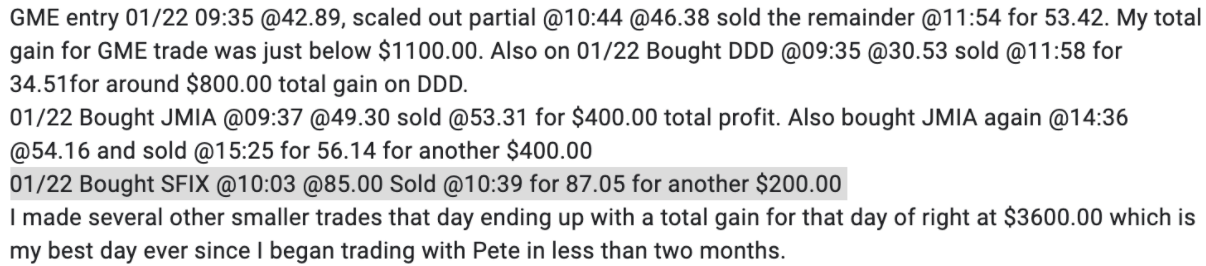 GME entry 01/22 09:35 @42.89, scaled out partial @10:44 @46.38 sold the remainder @11:54 for 53.42. My total
gain for GME trade was just below $1100.00. Also on 01/22 Bought DDD @09:35 @30.53 sold @11:58 for
34.51for around $800.00 total gain on DDD.
01/22 Bought JMIA @09:37 @49.30 sold @53.31 for $400.00 total profit. Also bought JMIA again @14:36
@54.16 and sold @15:25 for 56.14 for another $400.00
01/22 Bought SFIX @10:03 @85.00 Sold @10:39 for 87.05 for another $200.00
I made several other smaller trades that day ending up with a total gain for that day of right at $3600.00 which is
my best day ever since I began trading with Pete in less than two months.